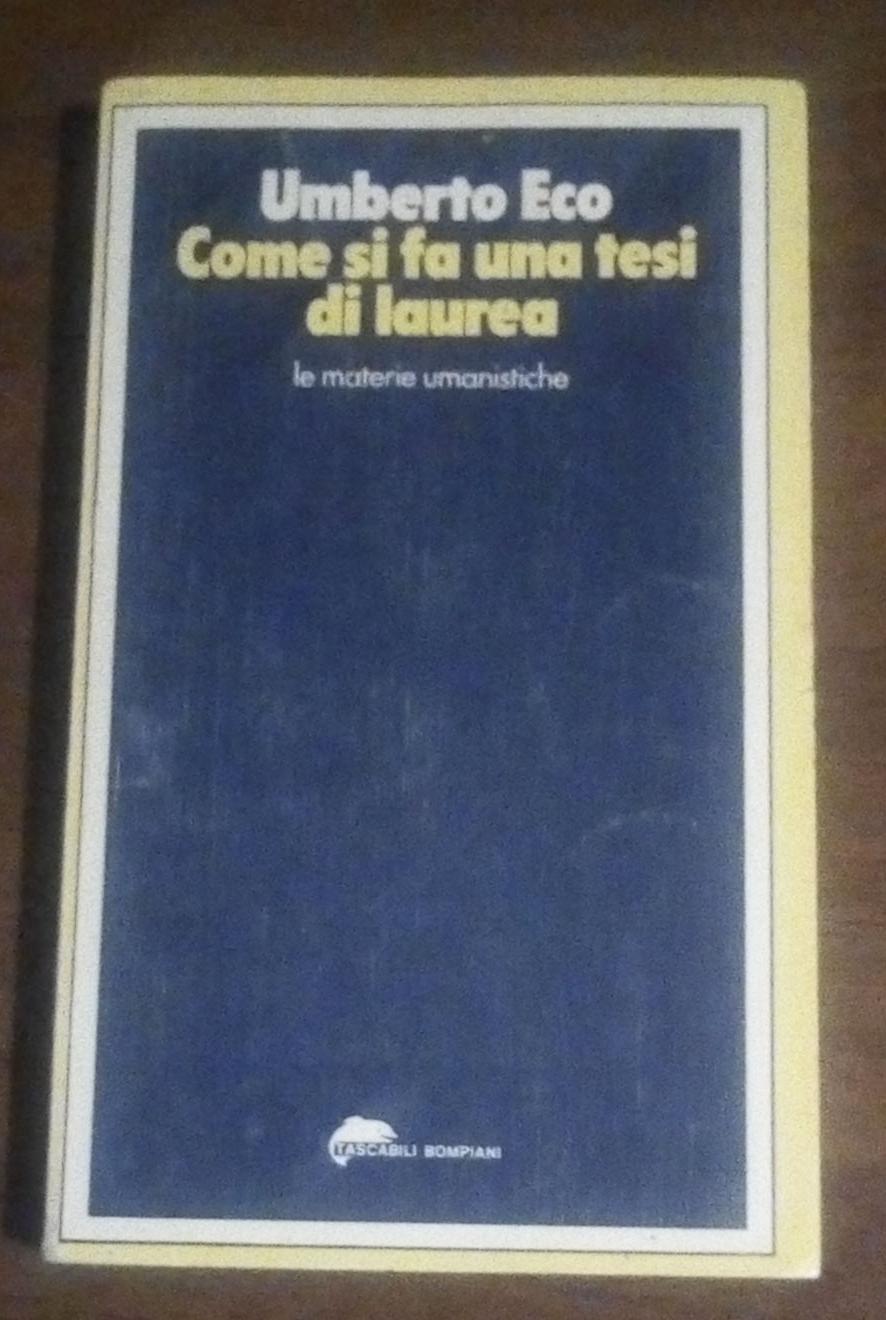 Umberto Eco
Come si fa una tesi
di laurea
le materie umanistiche
TASCABILI BOMPIANI